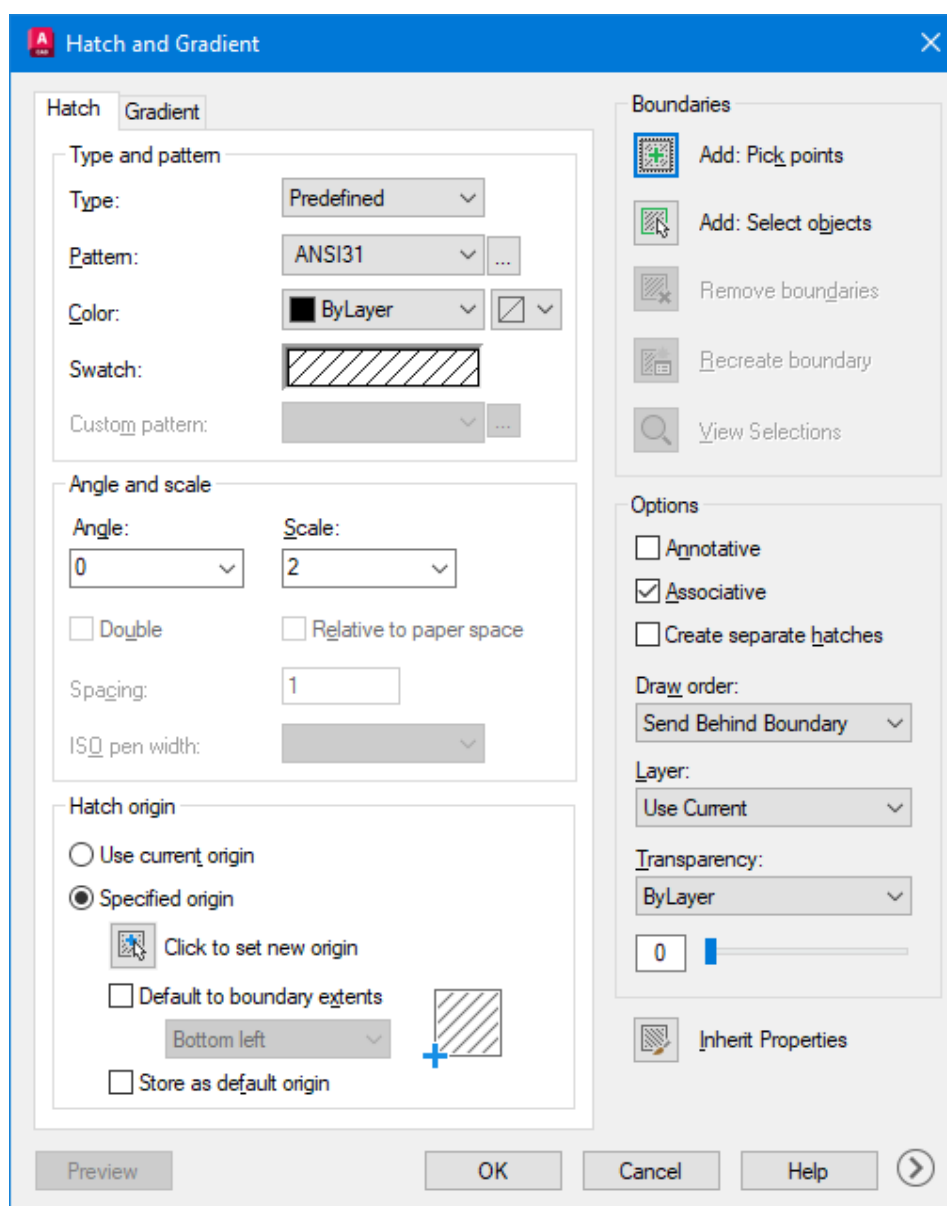 A
CAD
Hatch and Gradient
Hatch
Gradient
Type and pattern
Type:
Predefined
Pattern:
ANSI31
...
Color:
ByLayer
Swatch:
Custom pattern:
...
Angle and scale
Angle:
Scale:
0
2
Double
Relative to paper space
Spacing:
1
ISO pen width:
Hatch origin
Use current origin
Specified origin
Click to set new origin
Default to boundary extents
Bottom left
Store as default origin
Boundaries
Add: Pick points
Add: Select objects
Remove boundaries
Recreate boundary
View Selections
Options
Annotative
Associative
Create separate hatches
Draw order:
Send Behind Boundary
Layer:
Use Current
Transparency:
ByLayer
0
Inherit Properties
Preview
OK
Cancel
Help